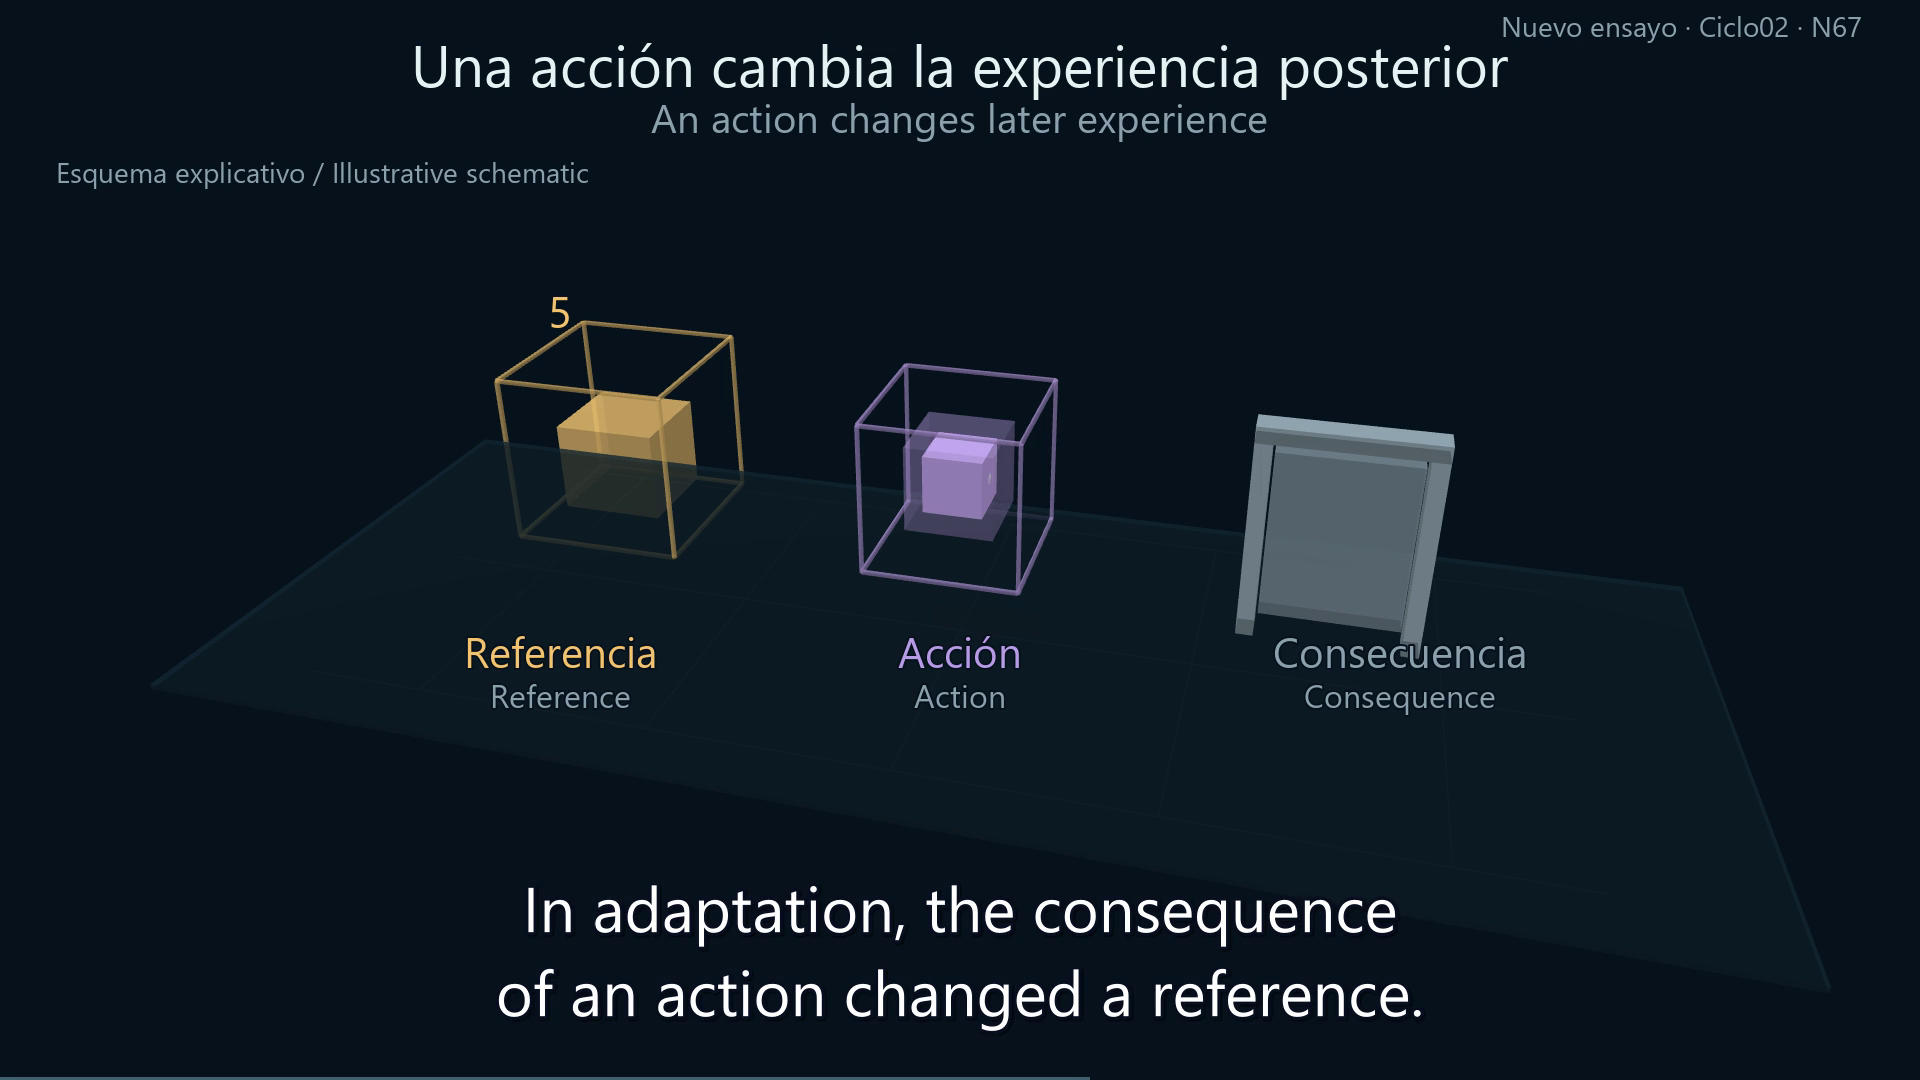 Nuevo ensayo · Ciclo02 · N67
Una acción cambia la experiencia posterior
An action changes later experience
Esquema explicativo / Illustrative schematic
5
Referencia
Reference
Acción
Action
Consecuencia
Consequence
In adaptation, the consequence
of an action changed a reference.